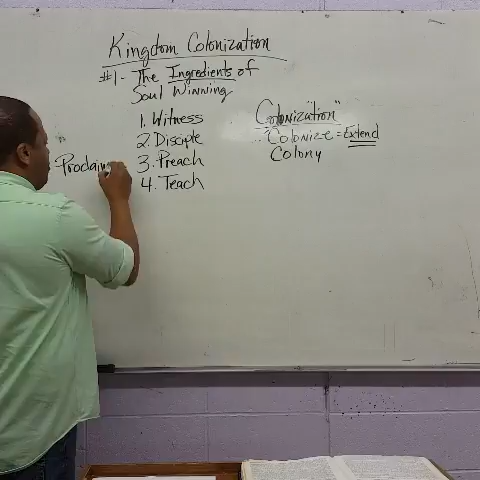 Kingdom Colonization
#1- The Ingredients of
Soul Winning
1. Witness
2. Disciple
Proclaim 3. Preach
4. Teach
Colonization"
Colonize = Extend
Colony